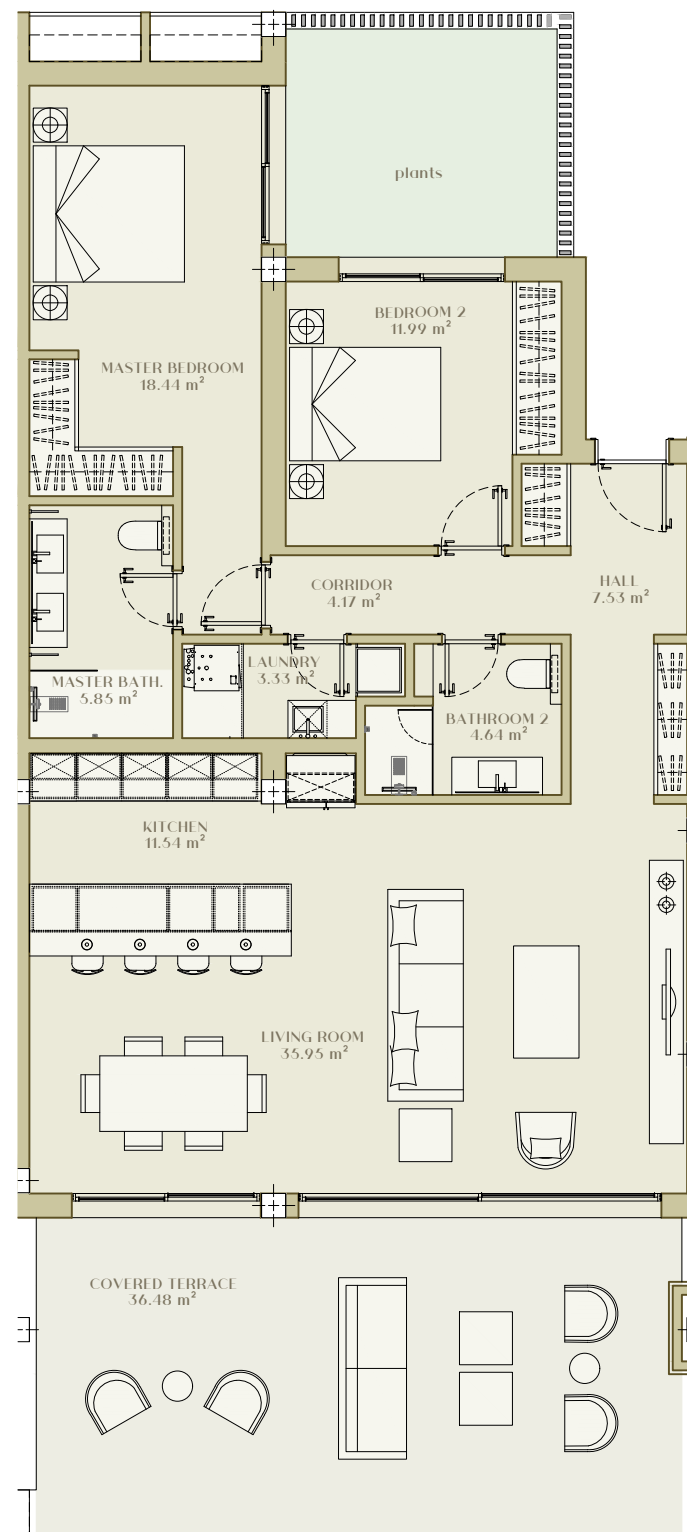 plants
BEDROOM 2
11.99 m²
MASTER BEDROOM
18.44 m²
CORRIDOR
4.17 m²
HALL
7.53 m²
LAUNDRY
3.33 m²
MASTER BATH.
5.85 m²
BATHROOM 2
4.64 m²
KITCHEN
11.54 m²
LIVING ROOM
35.95 m²
COVERED TERRACE
36.48 m²